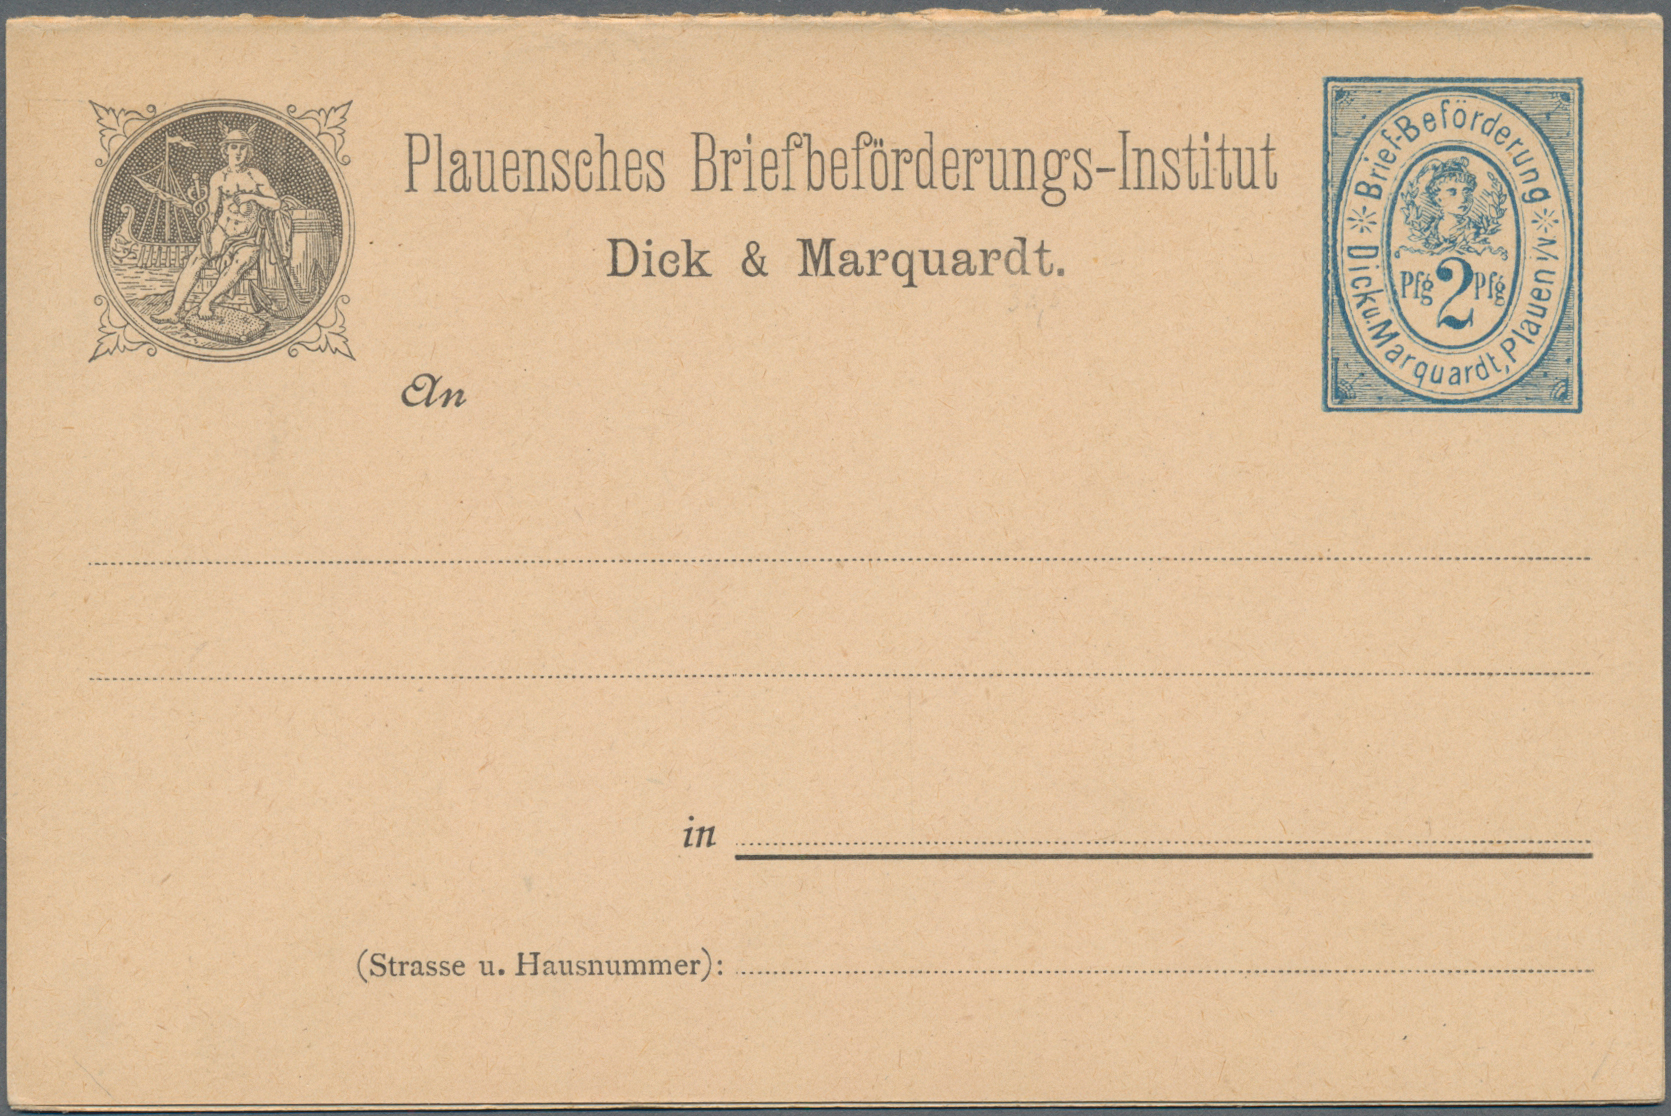 Plauensches Briefbeförderungs-Institut
Dick & Marquardt.
Brief-Beförderung
Dick u. Marquardt, Plauen i/V
Pfg 2 Pfg
An
in
(Strasse u. Hausnummer):